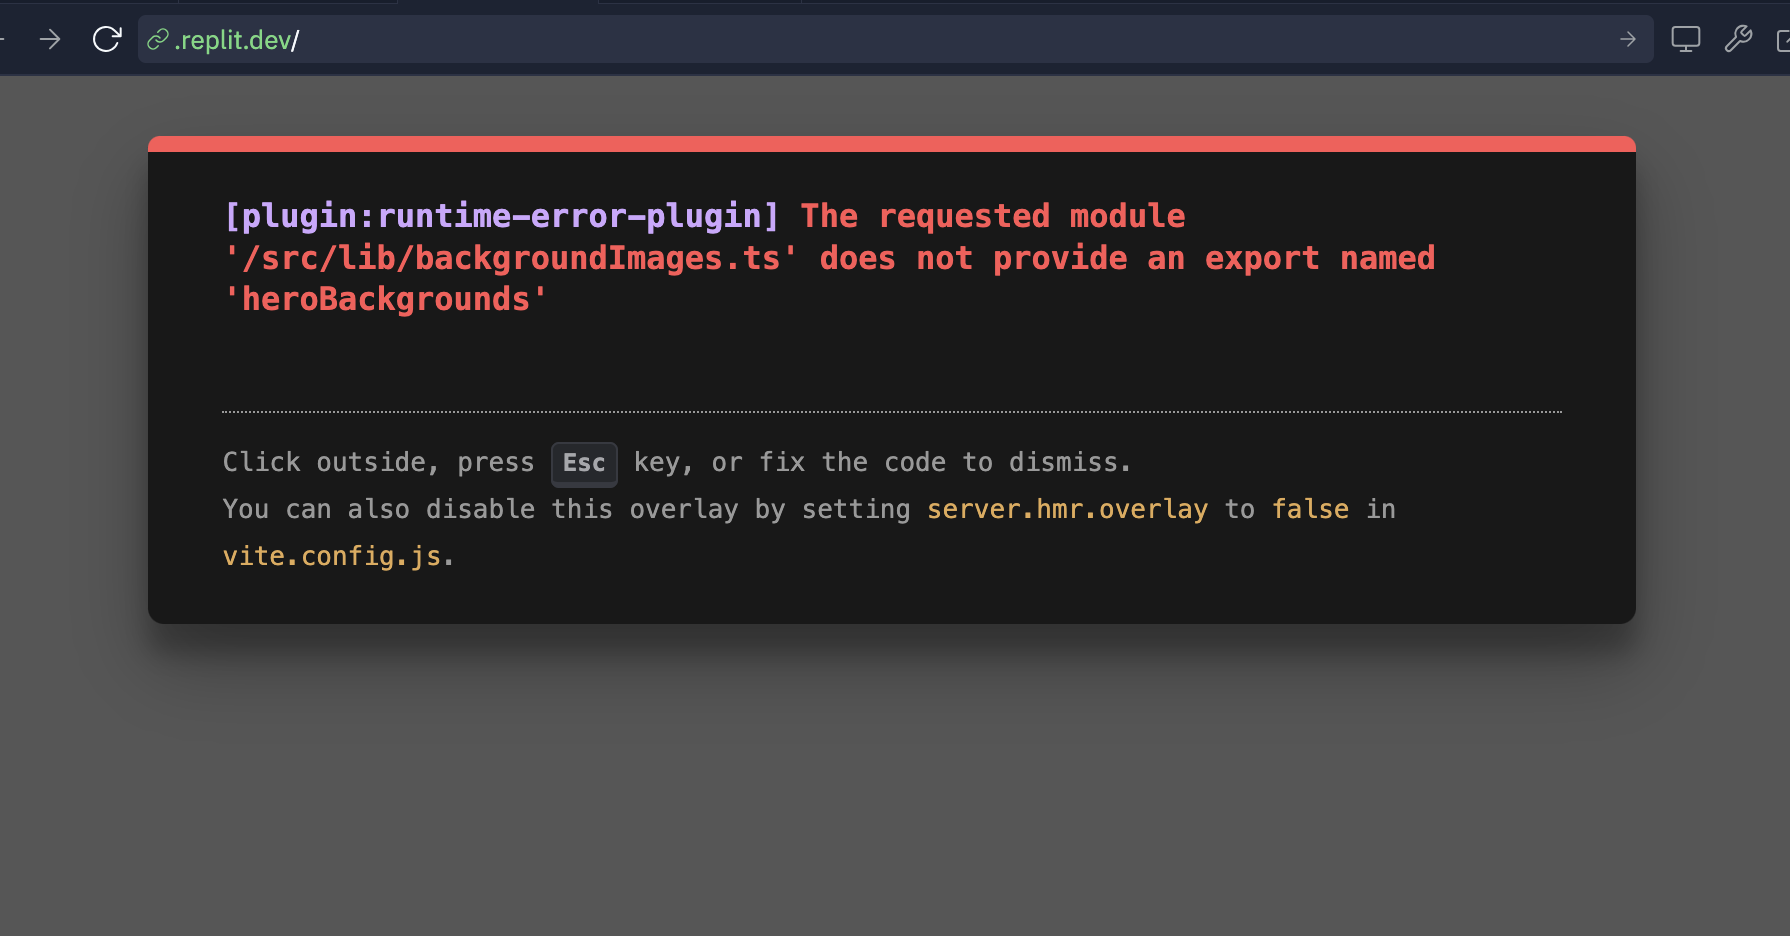 .replit.dev/
[plugin:runtime-error-plugin] The requested module
'/src/lib/backgroundImages.ts' does not provide an export named
'heroBackgrounds'
Click outside, press Esc key, or fix the code to dismiss.
You can also disable this overlay by setting server.hmr.overlay to false in
vite.config.js.